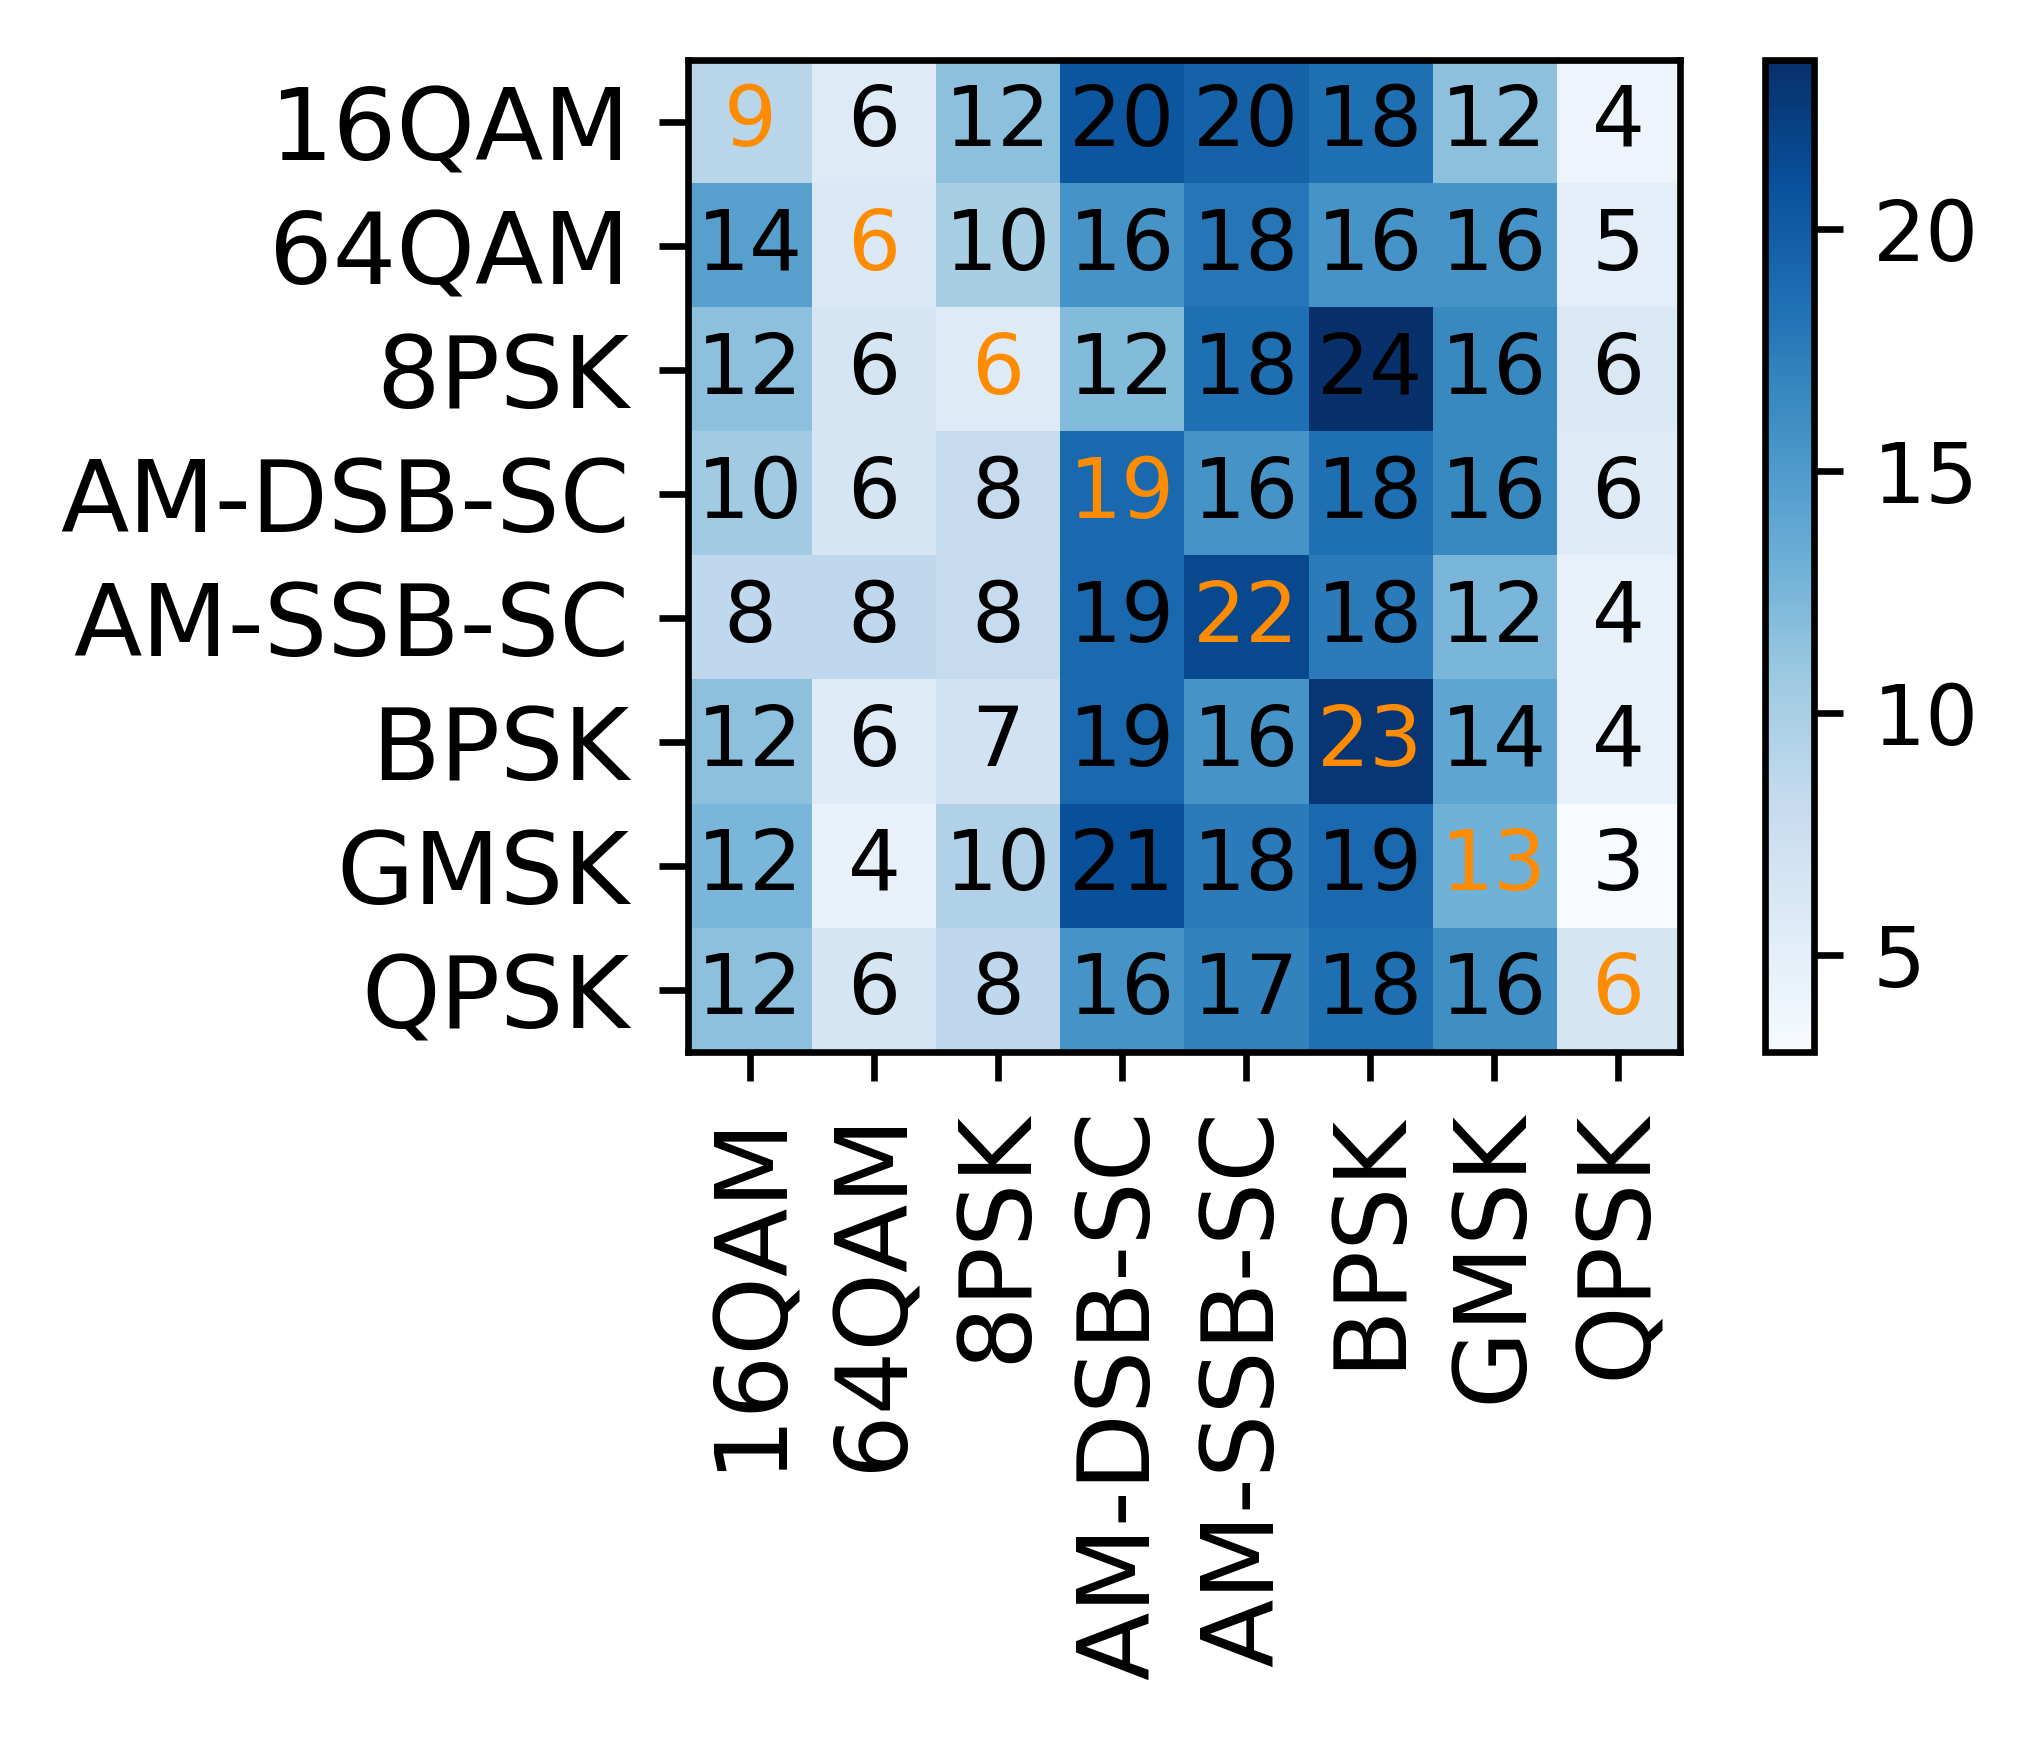 16QAM 9 6 12 20 20 18 12 4
64QAM 14 6 10 16 18 16 16 5
8PSK 12 6 6 12 18 24 16 6
AM-DSB-SC 10 6 8 19 16 18 16 6
AM-SSB-SC 8 8 8 19 22 18 12 4
BPSK 12 6 7 19 16 23 14 4
GMSK 12 4 10 21 18 19 13 3
QPSK 12 6 8 16 17 18 16 6
16QAM
64QAM
8PSK
AM-DSB-SC
AM-SSB-SC
BPSK
GMSK
QPSK
20
15
10
5